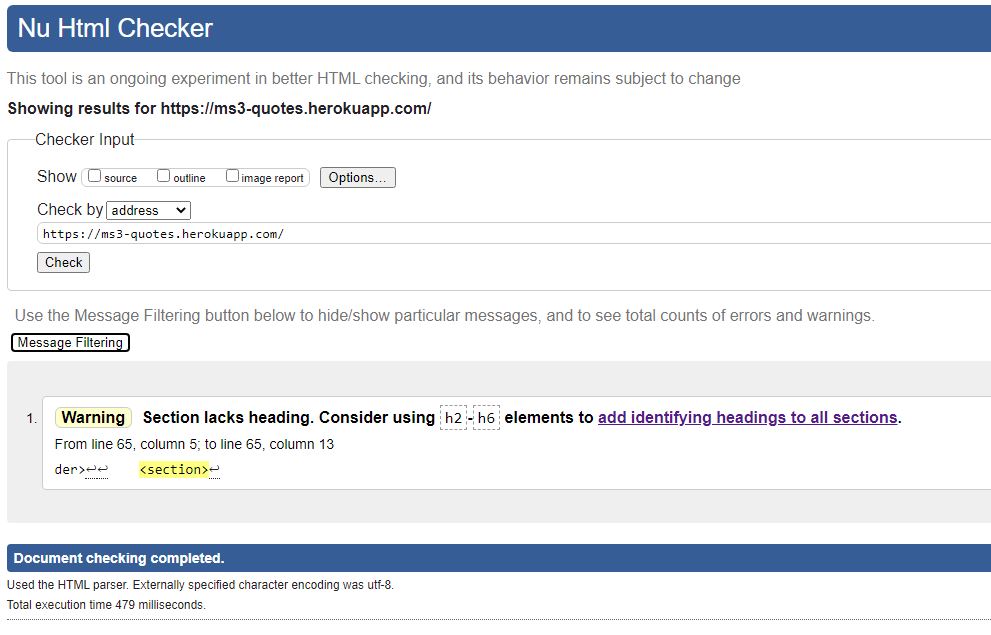 Nu Html Checker
This tool is an ongoing experiment in better HTML checking, and its behavior remains subject to change
Showing results for https://ms3-quotes.herokuapp.com/
Checker Input
Show source outline image report Options...
Check by address
https://ms3-quotes.herokuapp.com/
Check
Use the Message Filtering button below to hide/show particular messages, and to see total counts of errors and warnings.
Message Filtering
1. Warning Section lacks heading. Consider using h2-h6 elements to add identifying headings to all sections.
From line 65, column 5; to line 65, column 13
der>↩↩ <section>↩
Document checking completed.
Used the HTML parser. Externally specified character encoding was utf-8.
Total execution time 479 milliseconds.